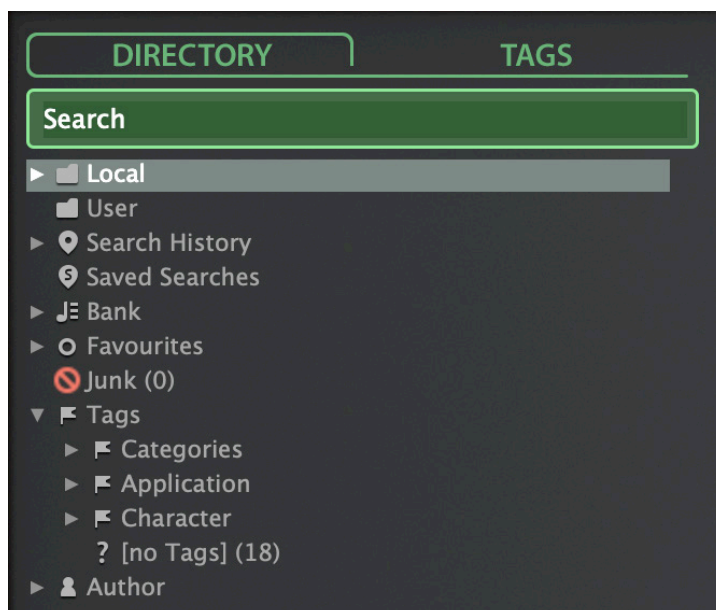 DIRECTORY TAGS
Search
Local
User
Search History
Saved Searches
Bank
Favourites
Junk (0)
Tags
Categories
Application
Character
? [no Tags] (18)
Author